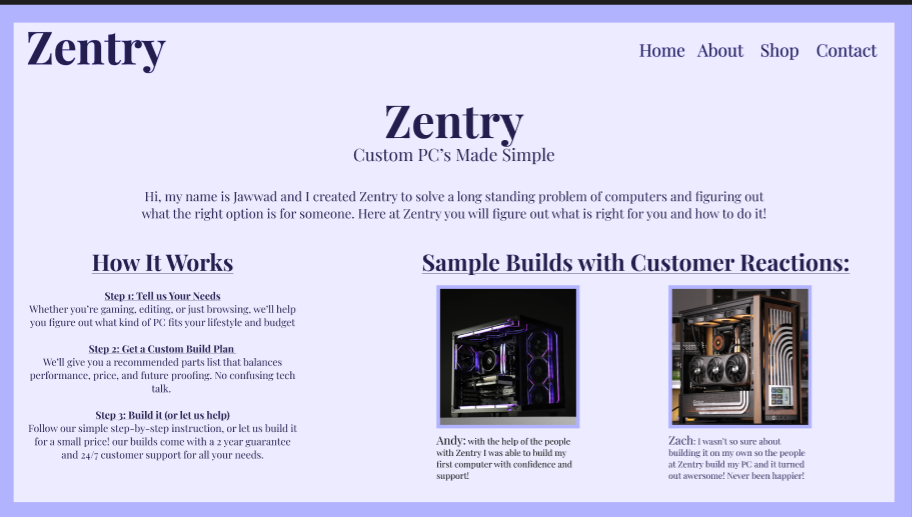 Zentry
Home About Shop Contact
Zentry
Custom PC's Made Simple
Hi, my name is Jawwad and I created Zentry to solve a long standing problem of computers and figuring out
what the right option is for someone. Here at Zentry you will figure out what is right for you and how to do it!
How It Works
Step 1: Tell us Your Needs
Whether you're gaming, editing, or just browsing, we'll help
you figure out what kind of PC fits your lifestyle and budget
Step 2: Get a Custom Build Plan
We'll give you a recommended parts list that balances
performance, price, and future proofing. No confusing tech
talk.
Step 3: Build it (or let us help)
Follow our simple step-by-step instruction, or let us build it
for a small price! our builds come with a 2 year guarantee
and 24/7 customer support for all your needs.
Sample Builds with Customer Reactions:
Andy: with the help of the people
with Zentry I was able to build my
first computer with confidence and
support!
Zach: I wasn't so sure about
building it on my own so the people
at Zentry build my PC and it turned
out awersome! Never been happier!